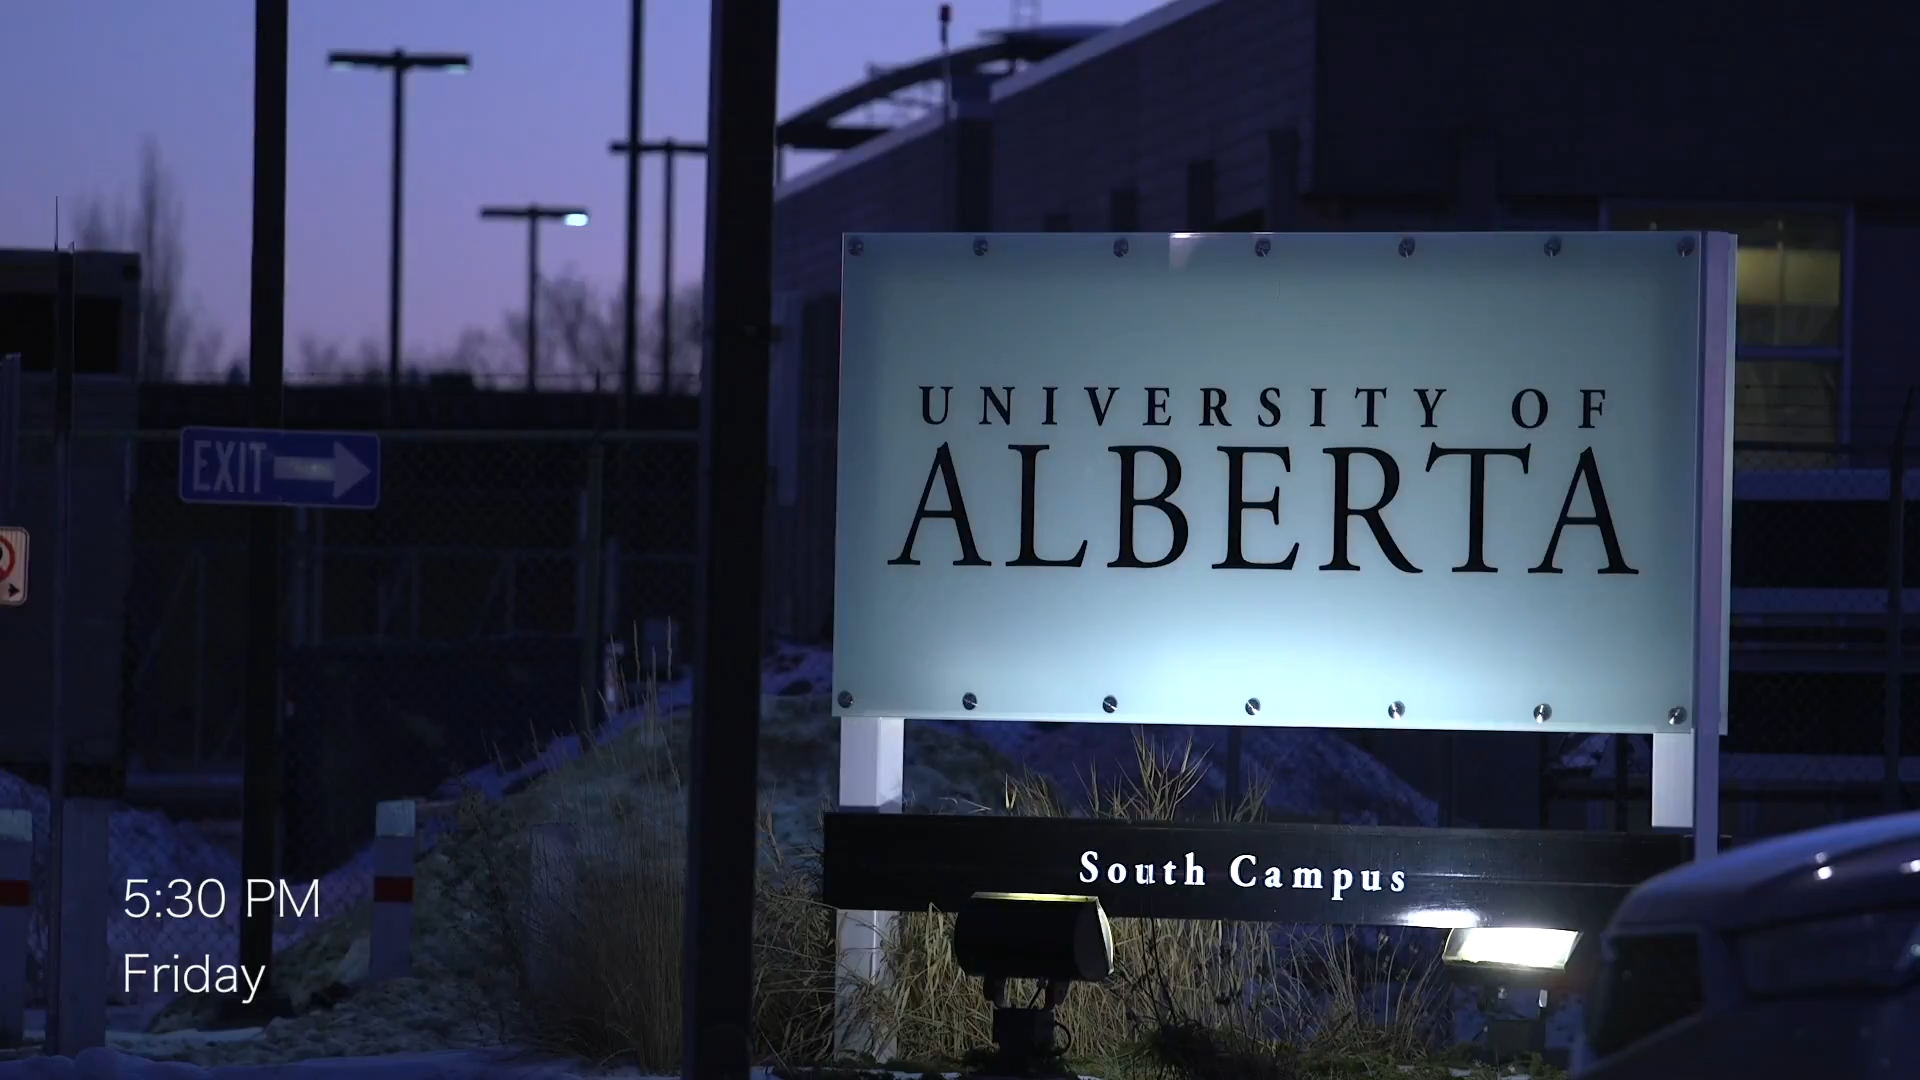 EXIT
UNIVERSITY OF
ALBERTA
South Campus
5:30 PM
Friday